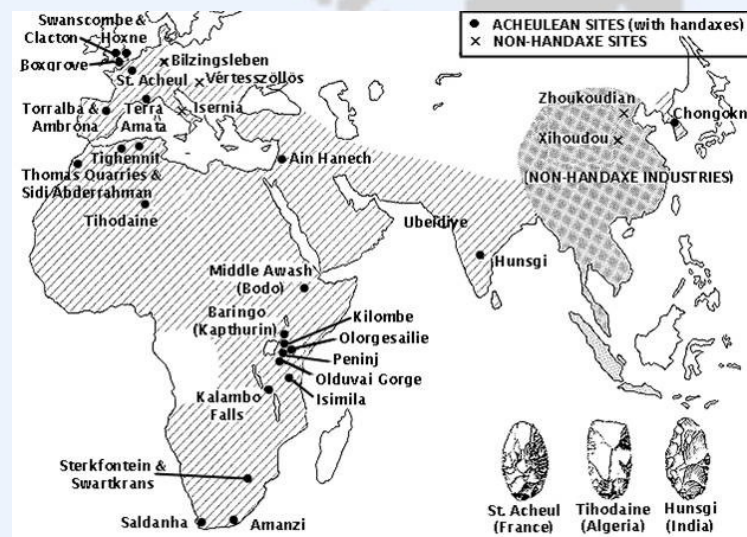 Swanscombe &
Clacton Hoxne
Boxgrove
Bilzingsleben
St. Acheul
Vértesszöllös
Torralba &
Ambrona
Terra
Amata
Isernia
Tighennit
Thomas Quarries &
Sidi Abderrahman
Tihodaine
Ain Hanech
● ACHEULEAN SITES (with handaxes)
× NON-HANDAXE SITES
Zhoukoudian
Chongokn
Xihoudou
(NON-HANDAXE INDUSTRIES)
Ubeidiye
Hunsgi
Middle Awash
(Bodo)
Baringo
(Kapthurin)
Kilombe
Olorgesailie
Peninj
Olduvai Gorge
Isimila
Kalambo
Falls
Sterkfontein &
Swartkrans
Saldanha
Amanzi
St. Acheul
(France)
Tihodaine
(Algeria)
Hunsgi
(India)